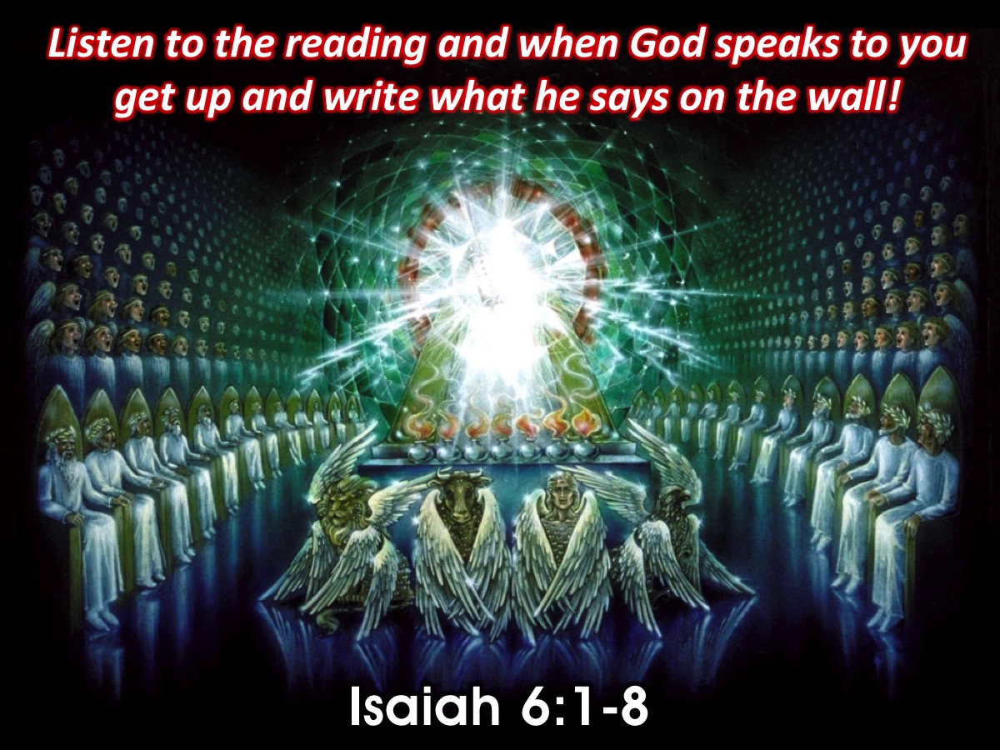 Listen to the reading and when God speaks to you
get up and write what he says on the wall!
Isaiah 6:1-8